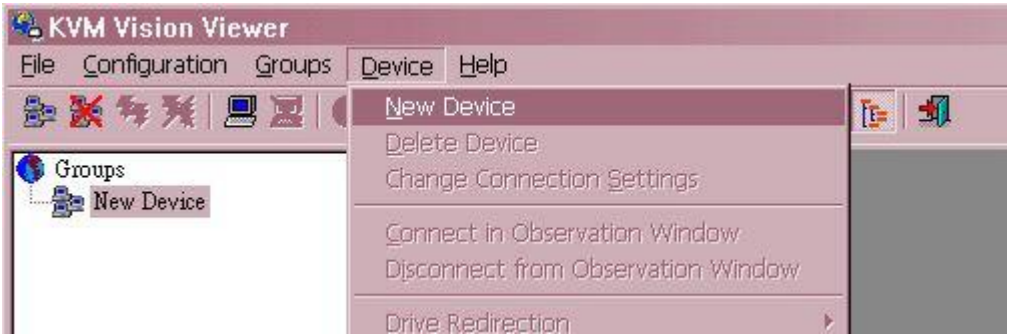 KVM Vision Viewer
File Configuration Groups Device Help
New Device
Delete Device
Change Connection Settings
Connect in Observation Window
Disconnect from Observation Window
Drive Redirection
Groups
New Device